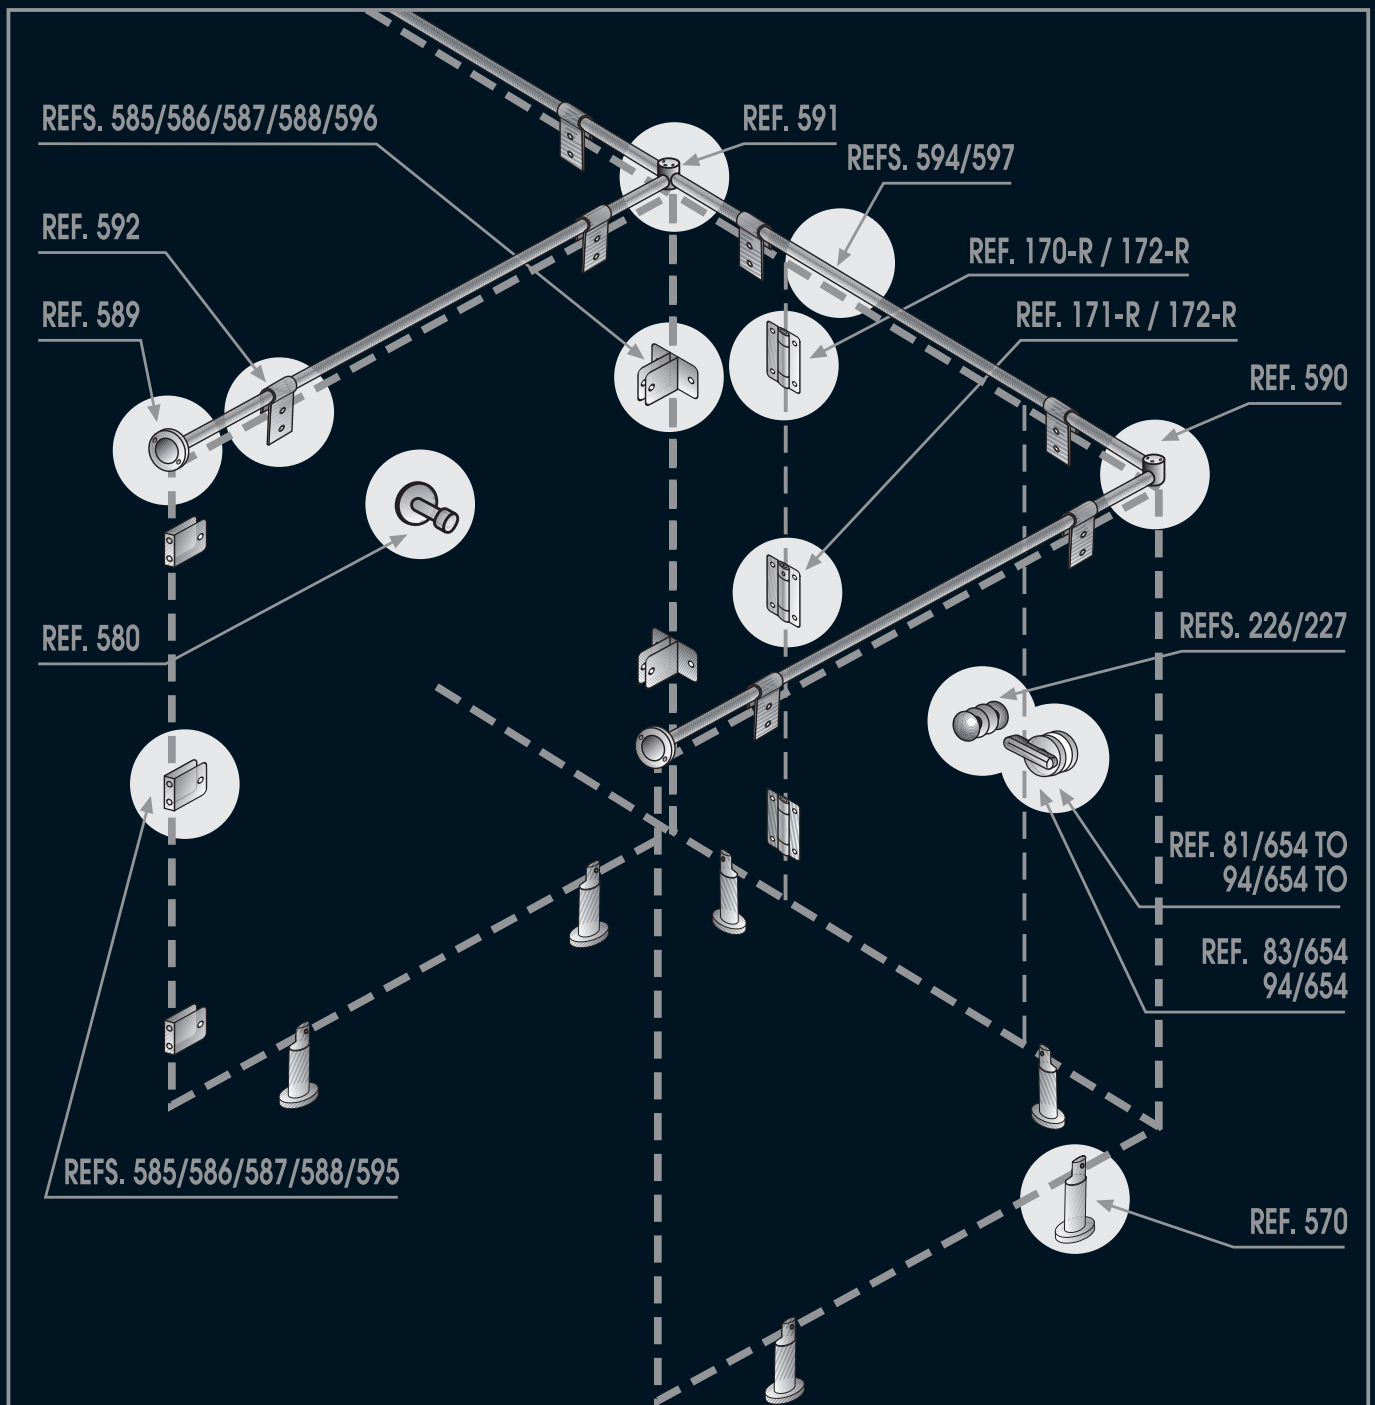 REFS. 585/586/587/588/596
REF. 591
REFS. 594/597
REF. 592
REF. 170-R / 172-R
REF. 589
REF. 171-R / 172-R
REF. 590
REF. 580
REFS. 226/227
REF. 81/654 TO
94/654 TO
REF. 83/654
94/654
REFS. 585/586/587/588/595
REF. 570